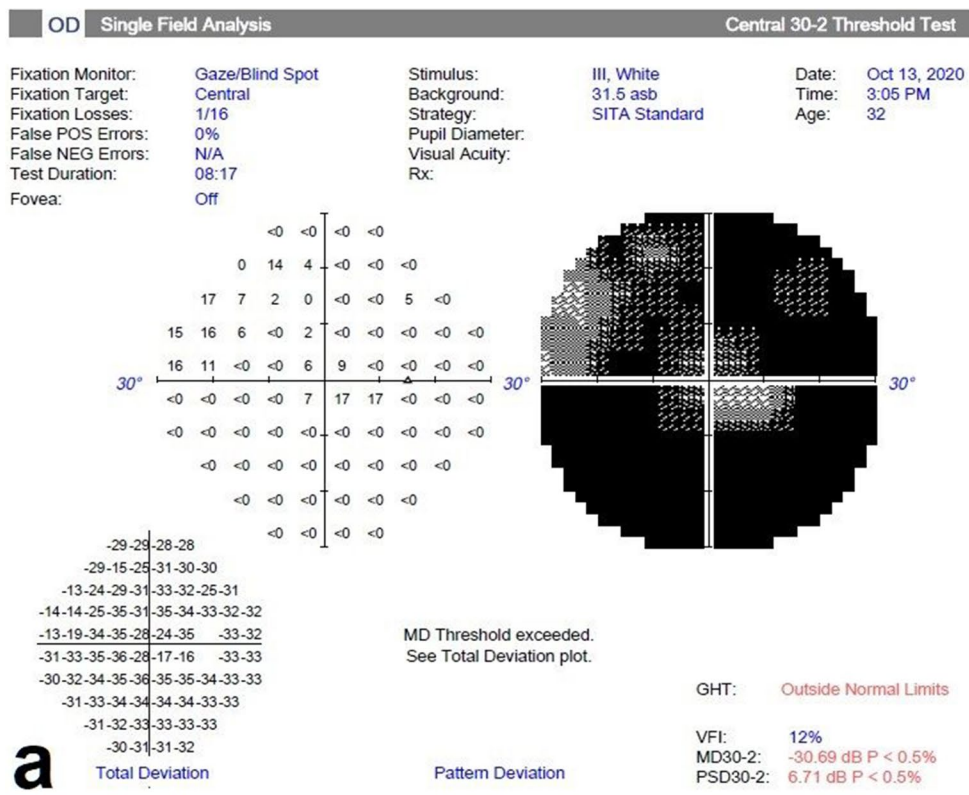 OD Single Field Analysis Central 30-2 Threshold Test
Fixation Monitor: Gaze/Blind Spot Stimulus: III, White Date: Oct 13, 2020
Fixation Target: Central Background: 31.5 asb Time: 3:05 PM
Fixation Losses: 1/16 Strategy: SITA Standard Age: 32
False POS Errors: 0% Pupil Diameter:
False NEG Errors: N/A Visual Acuity:
Test Duration: 08:17 Rx:
Fovea: Off
<0 <0 <0 <0
0 14 4 <0 <0 <0
17 7 2 0 <0 <0 5 <0
15 16 6 <0 2 <0 <0 <0 <0 <0
16 11 <0 <0 6 9 <0 <0 <0 <0
30° 30° 30°
<0 <0 <0 <0 7 17 17 <0 <0 <0
<0 <0 <0 <0 <0 <0 <0 <0 <0 <0
<0 <0 <0 <0 <0 <0 <0 <0
<0 <0 <0 <0 <0 <0
<0 <0 <0 <0
-29 -29 -28 -28
-29 -15 -25 -31 -30 -30
-13 -24 -29 -31 -33 -32 -25 -31
-14 -14 -25 -35 -31 -35 -34 -33 -32 -32
-13 -19 -34 -35 -28 -24 -35 -33 -32
-31 -33 -35 -36 -28 -17 -16 -33 -33
-30 -32 -34 -35 -36 -35 -35 -34 -33 -33
-31 -33 -34 -34 -34 -34 -33 -33
-31 -32 -33 -33 -33 -33
-30 -31 -31 -32
Total Deviation
MD Threshold exceeded.
See Total Deviation plot.
Pattern Deviation
GHT: Outside Normal Limits
VFI: 12%
MD30-2: -30.69 dB P < 0.5%
PSD30-2: 6.71 dB P < 0.5%
a